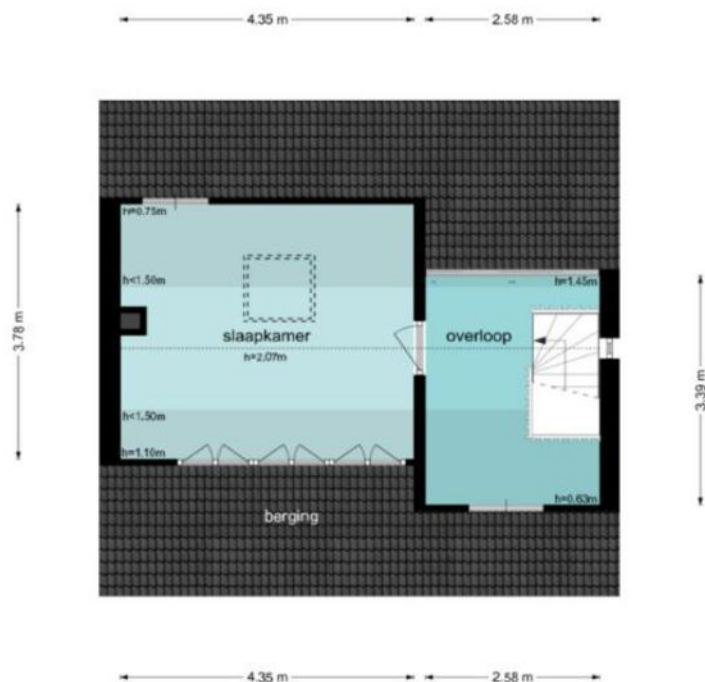 4.35 m
2.58 m
h=0.75m
h<1.50m
h=1.45m
3.78 m
slaapkamer
overloop
h=2.07m
3.39 m
h<1.50m
h=1.10m
h=0.63m
berging
4.35 m
2.58 m